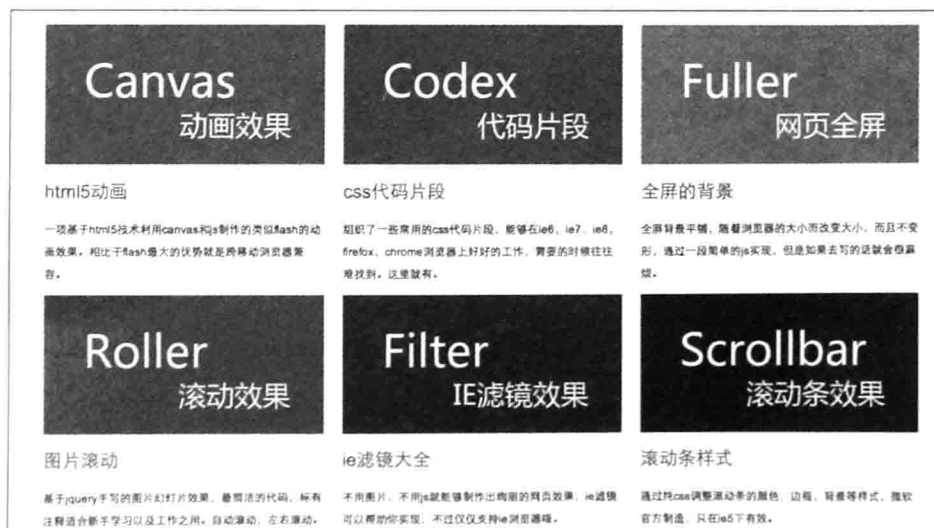 Canvas
动画效果
html5动画
一项基于html5技术利用canvas和js制作的类似flash的动
画效果。相比于flash最大的优势就是跨移动浏览器兼
容。
Codex
代码片段
css代码片段
组织了一些常用的css代码片段，能够在ie6，ie7，ie8，
firefox，chrome浏览器上好好的工作，需要的时候往往
难找到。这里就有。
Fuller
网页全屏
全屏的背景
全屏背景平铺，随着浏览器的大小而改变大小，而且不变
形，通过一段简单的js实现，但是如果去写的话就会很麻
烦。
Roller
滚动效果
图片滚动
基于jquery手写的图片幻灯片效果，最简洁的代码，标有
注释适合新手学习以及工作之用。自动滚动，左右滚动。
Filter
IE滤镜效果
ie滤镜大全
不用图片，不用js就能够制作出绚丽的网页效果，ie滤镜
可以帮助你实现，不过仅仅支持ie浏览器哦。
Scrollbar
滚动条效果
滚动条样式
通过纯css调整滚动条的颜色，边框，背景等样式，微软
官方制造，只在ie5下有效。